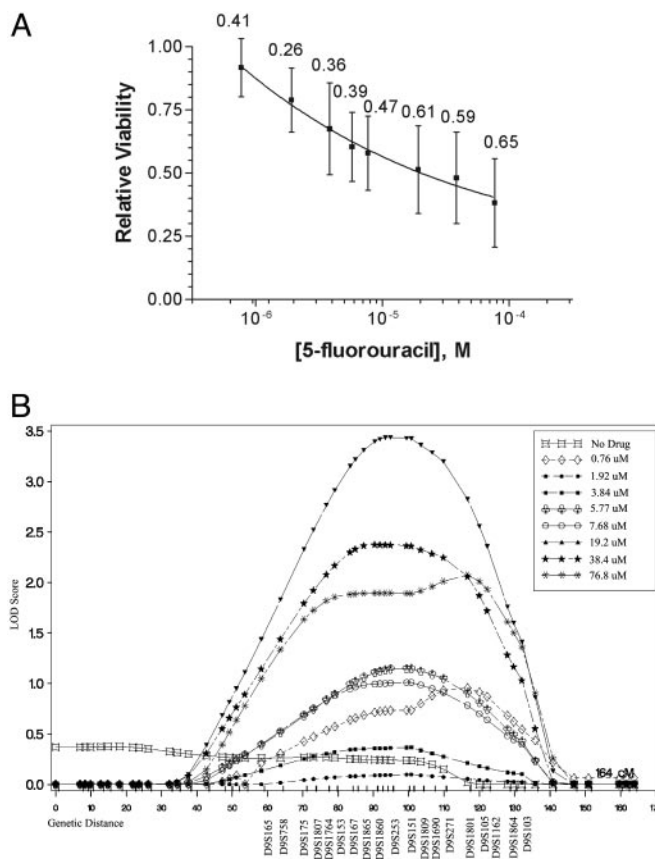 A
0.41
0.26
0.36
0.39
0.47
0.61
0.59
0.65
1.00
0.75
0.50
0.25
0.00
Relative Viability
10-6
10-5
10-4
[5-fluorouracil], M
B
3.5
3.0
2.5
2.0
1.5
1.0
0.5
0.0
LOD Score
No Drug
0.76 uM
1.92 uM
3.84 uM
5.77 uM
7.68 uM
19.2 uM
38.4 uM
76.8 uM
164 cM
0 10 20 30 40 50 60 70 80 90 100 110 120 130 140 150 160
Genetic Distance
D9S165
D9S758
D9S175
D9S1807
D9S1764
D9S153
D9S167
D9S1865
D9S1860
D9S253
D9S151
D9S1809
D9S1690
D9S271
D9S1801
D9S105
D9S1162
D9S1864
D9S103